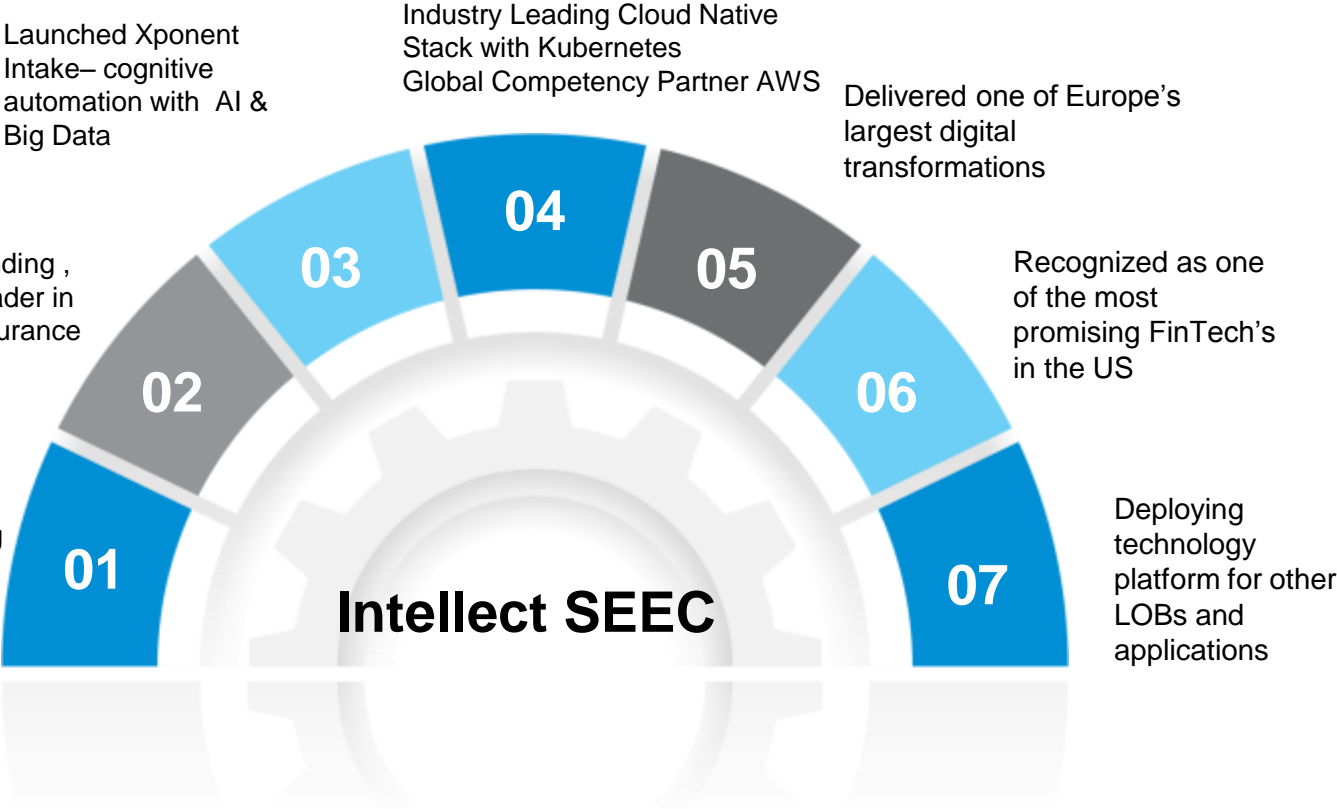 Launched Xponent
Intake– cognitive
automation with AI &
Big Data
Industry Leading Cloud Native
Stack with Kubernetes
Global Competency Partner AWS
Delivered one of Europe's
largest digital
transformations
Recognized as one
of the most
promising FinTech's
in the US
Deploying
technology
platform for other
LOBs and
applications
in
01
02
03
04
05
06
07
Intellect SEEC